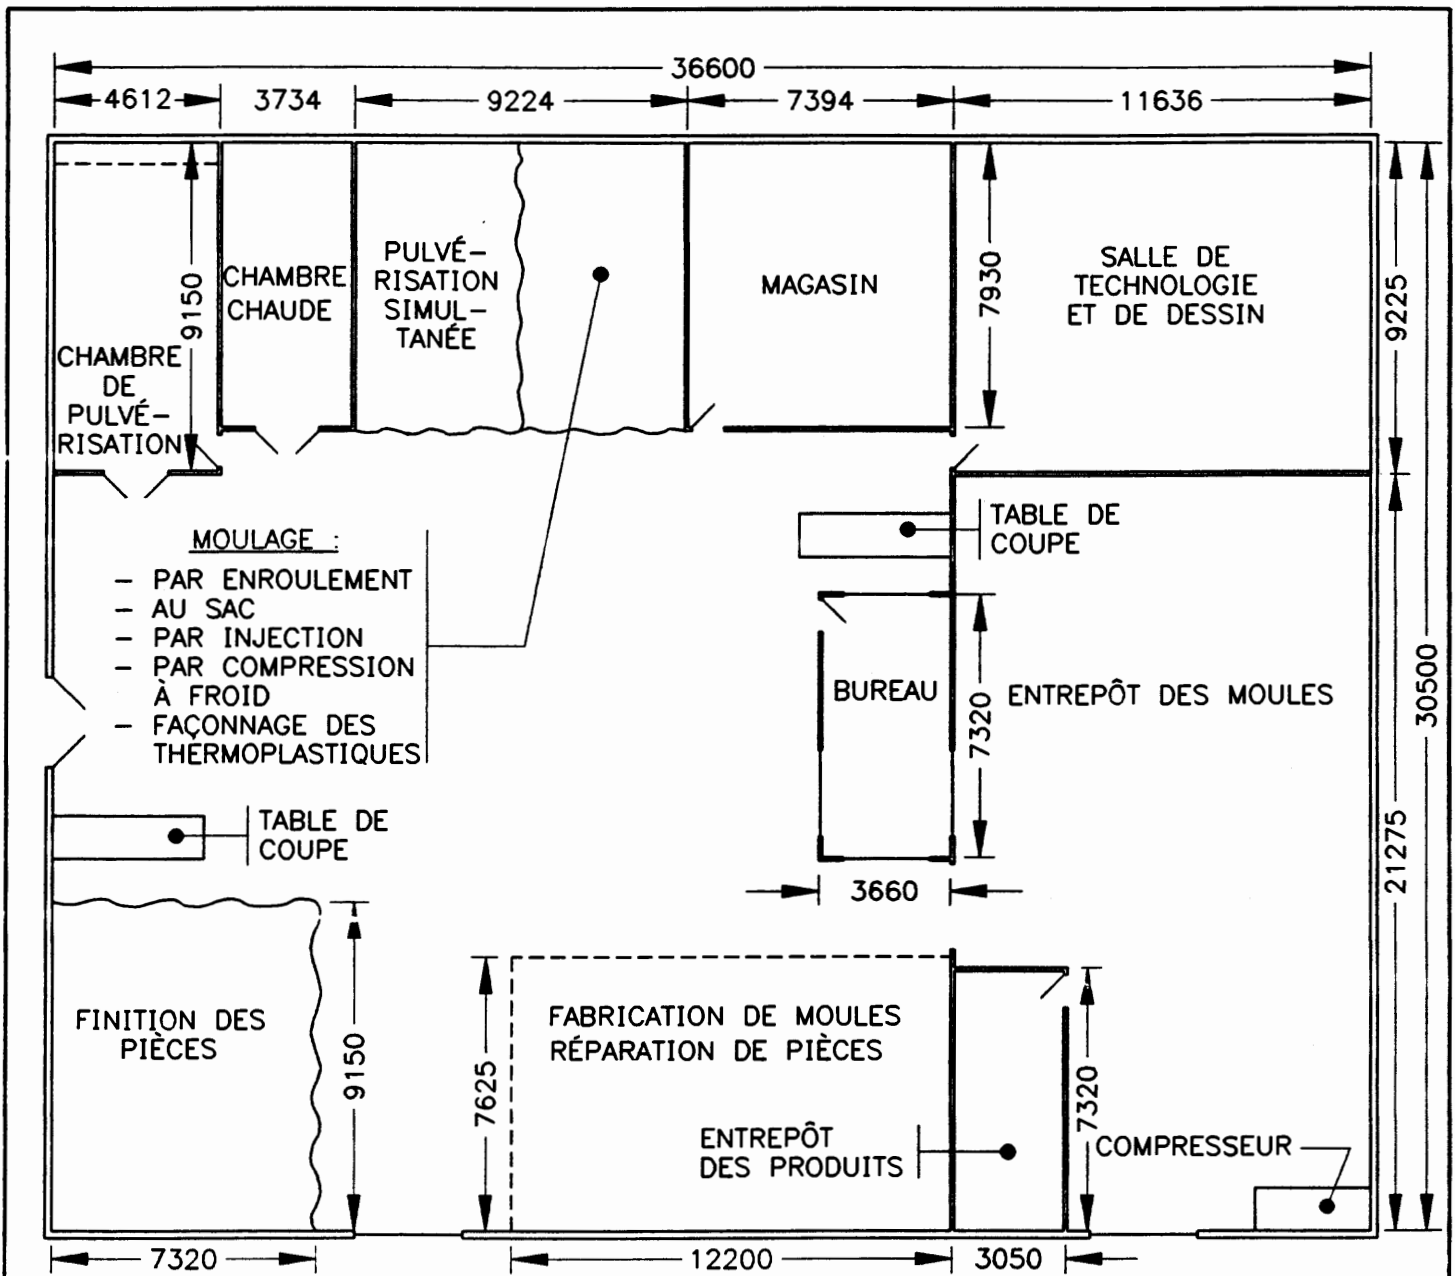 36600
4612
3734
9224
7394
11636
9150
CHAMBRE
DE
PULVÉ–
RISATION
CHAMBRE
CHAUDE
PULVÉ–
RISATION
SIMUL–
TANÉE
MAGASIN
7930
SALLE DE
TECHNOLOGIE
ET DE DESSIN
9225
30500
MOULAGE :
– PAR ENROULEMENT
– AU SAC
– PAR INJECTION
– PAR COMPRESSION
À FROID
– FAÇONNAGE DES
THERMOPLASTIQUES
TABLE DE
COUPE
BUREAU
7320
ENTREPÔT DES MOULES
21275
TABLE DE
COUPE
3660
FINITION DES
PIÈCES
9150
7625
FABRICATION DE MOULES
RÉPARATION DE PIÈCES
ENTREPÔT
DES PRODUITS
7320
COMPRESSEUR
7320
12200
3050